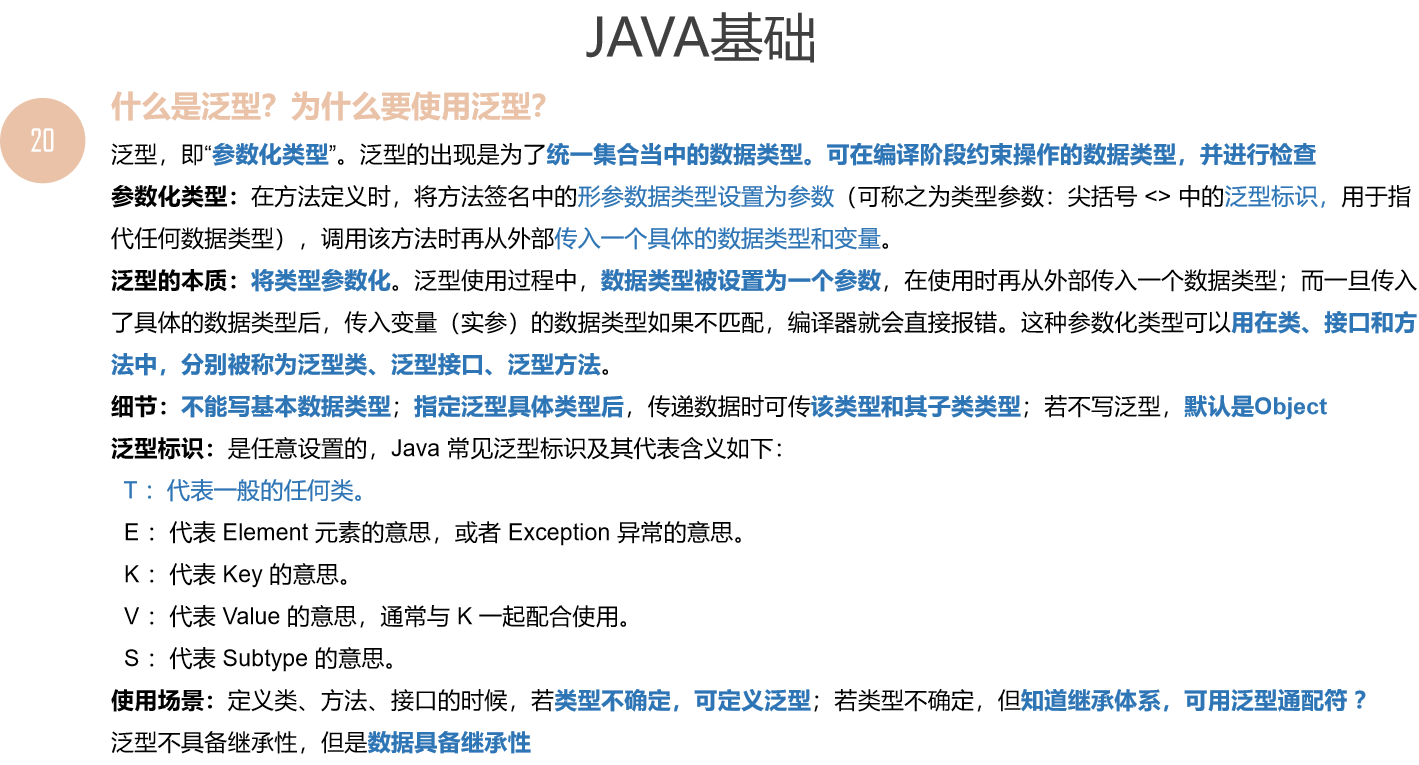 JAVA基础
什么是泛型？为什么要使用泛型？
20
泛型，即“参数化类型”。泛型的出现是为了统一集合当中的数据类型。可在编译阶段约束操作的数据类型，并进行检查
参数化类型：在方法定义时，将方法签名中的形参数据类型设置为参数（可称之为类型参数：尖括号 <> 中的泛型标识，用于指
代任何数据类型），调用该方法时再从外部传入一个具体的数据类型和变量。
泛型的本质：将类型参数化。泛型使用过程中，数据类型被设置为一个参数，在使用时再从外部传入一个数据类型；而一旦传入
了具体的数据类型后，传入变量（实参）的数据类型如果不匹配，编译器就会直接报错。这种参数化类型可以用在类、接口和方
法中，分别被称为泛型类、泛型接口、泛型方法。
细节：不能写基本数据类型；指定泛型具体类型后，传递数据时可传该类型和其子类类型；若不写泛型，默认是Object
泛型标识：是任意设置的，Java 常见泛型标识及其代表含义如下：
T ：代表一般的任何类。
E ：代表 Element 元素的意思，或者 Exception 异常的意思。
K ：代表 Key 的意思。
V ：代表 Value 的意思，通常与 K 一起配合使用。
S ：代表 Subtype 的意思。
使用场景：定义类、方法、接口的时候，若类型不确定，可定义泛型；若类型不确定，但知道继承体系，可用泛型通配符 ?
泛型不具备继承性，但是数据具备继承性